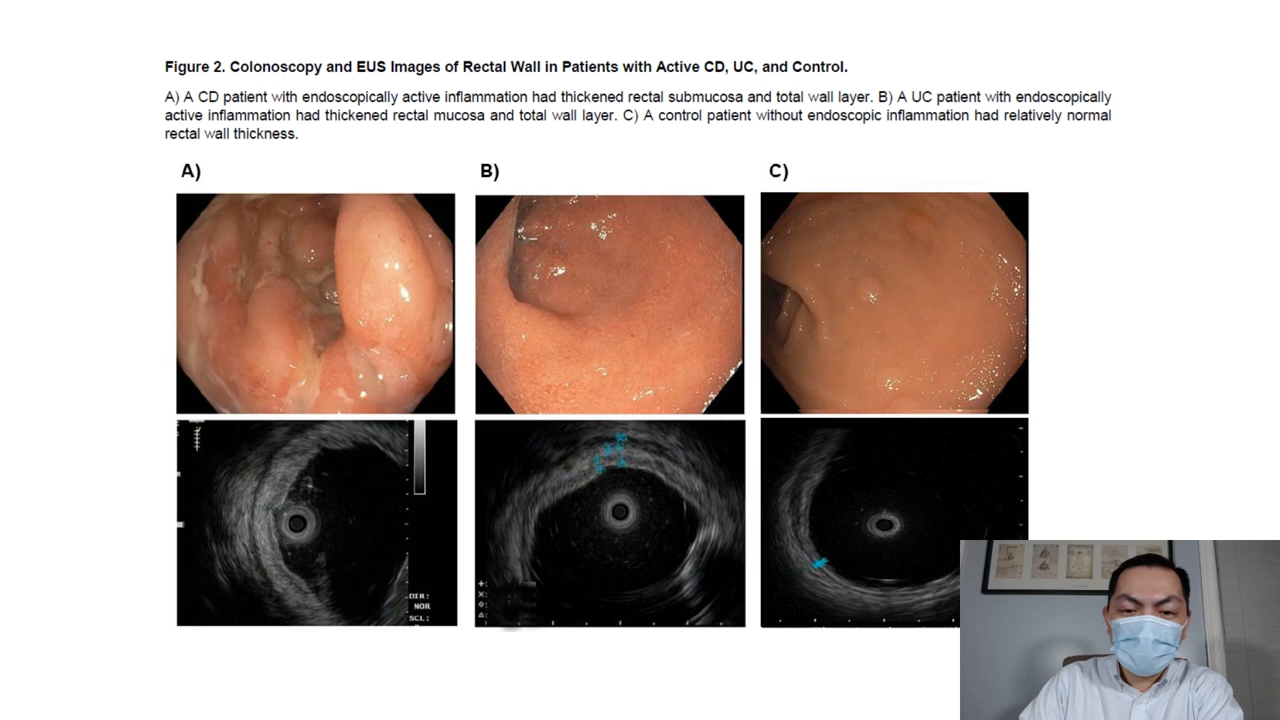 Figure 2. Colonoscopy and EUS Images of Rectal Wall in Patients with Active CD, UC, and Control.
A) A CD patient with endoscopically active inflammation had thickened rectal submucosa and total wall layer. B) A UC patient with endoscopically
active inflammation had thickened rectal mucosa and total wall layer. C) A control patient without endoscopic inflammation had relatively normal
rectal wall thickness.
A)
B)
C)
DIR:
NOR
SCL: